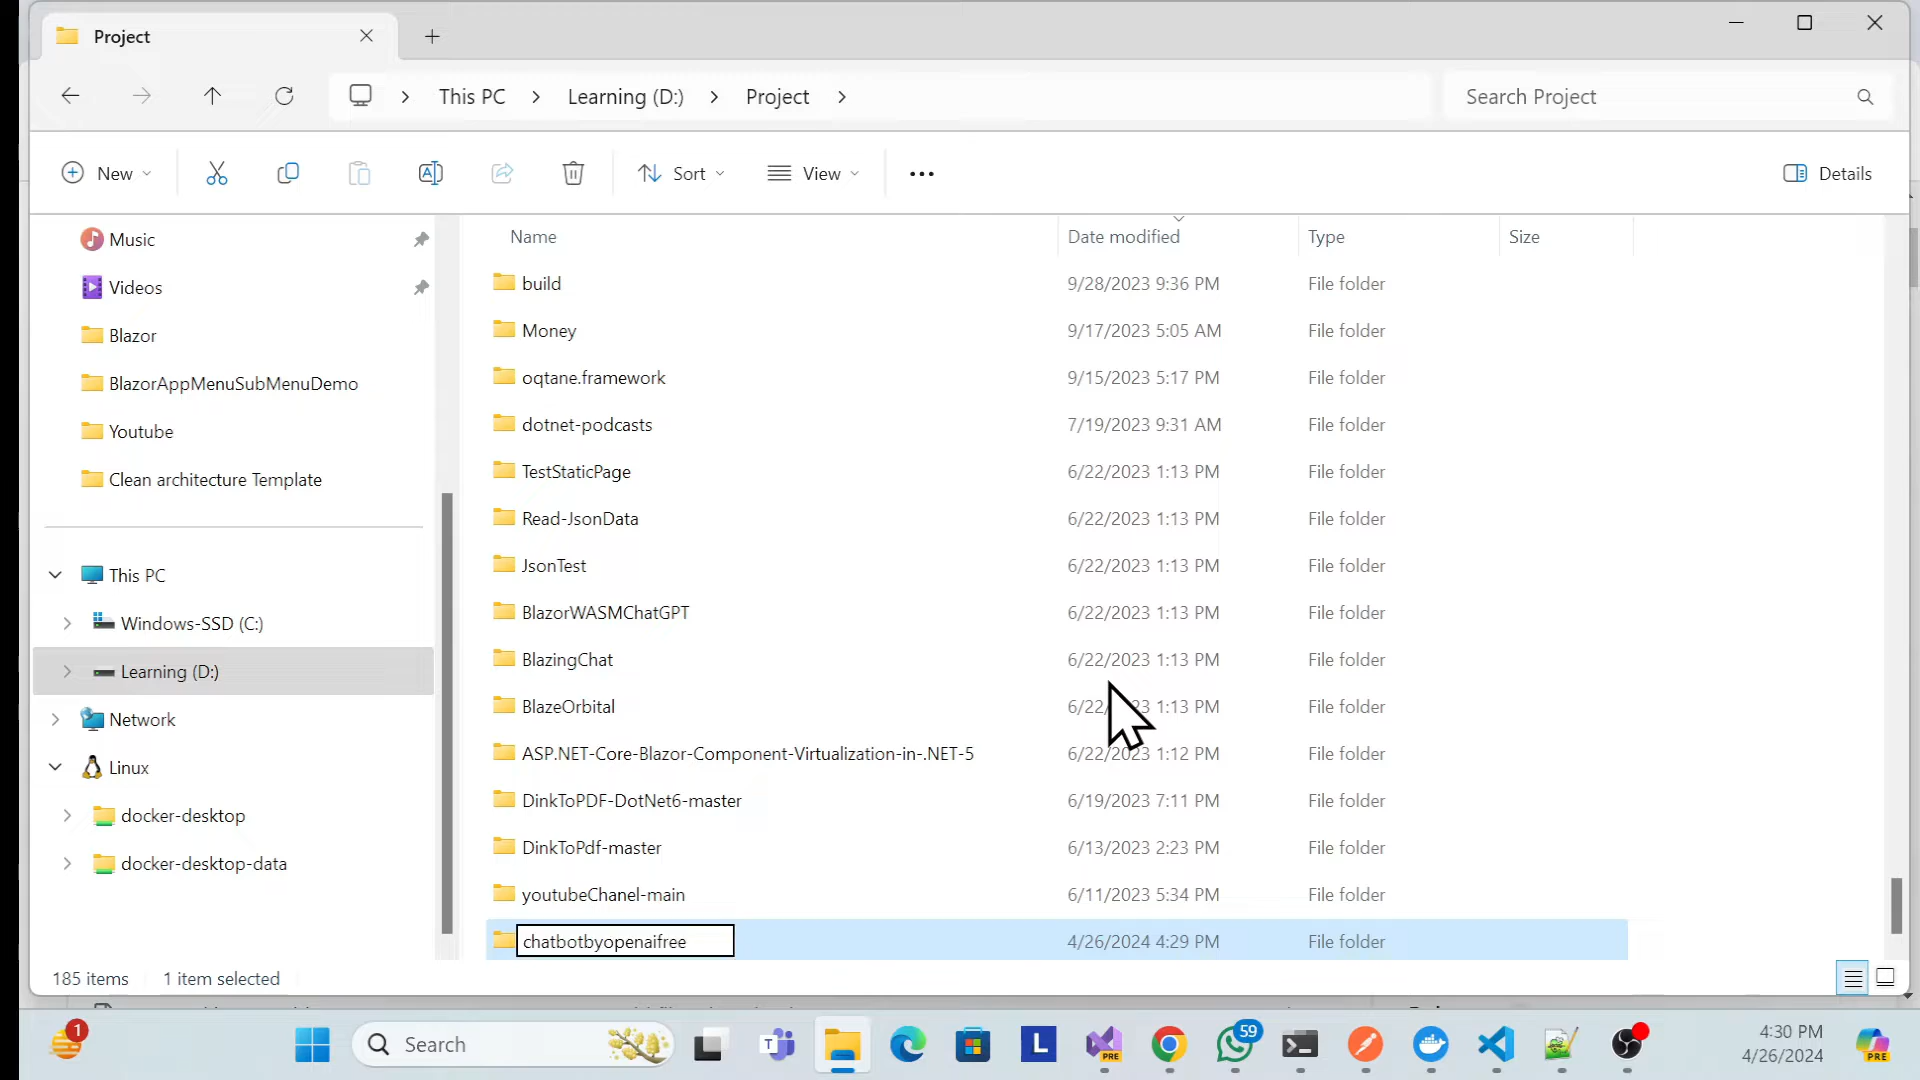 Project
This PC
Learning (D:)
Project
Search Project
New
Sort
View
Details
Music
Videos
Blazor
BlazorAppMenuSubMenuDemo
Youtube
Clean architecture Template
This PC
Windows-SSD (C:)
Learning (D:)
Network
Linux
docker-desktop
docker-desktop-data
Name Date modified Type Size
build 9/28/2023 9:36 PM File folder
Money 9/17/2023 5:05 AM File folder
oqtane.framework 9/15/2023 5:17 PM File folder
dotnet-podcasts 7/19/2023 9:31 AM File folder
TestStaticPage 6/22/2023 1:13 PM File folder
Read-JsonData 6/22/2023 1:13 PM File folder
JsonTest 6/22/2023 1:13 PM File folder
BlazorWASMChatGPT 6/22/2023 1:13 PM File folder
BlazingChat 6/22/2023 1:13 PM File folder
BlazeOrbital 6/22/2023 1:13 PM File folder
ASP.NET-Core-Blazor-Component-Virtualization-in-.NET-5 6/22/2023 1:12 PM File folder
DinkToPDF-DotNet6-master 6/19/2023 7:11 PM File folder
DinkToPdf-master 6/13/2023 2:23 PM File folder
youtubeChanel-main 6/11/2023 5:34 PM File folder
chatbotbyopenaifree 4/26/2024 4:29 PM File folder
185 items 1 item selected
1
Search
T
L
PRE
59
4:30 PM
4/26/2024
PRE